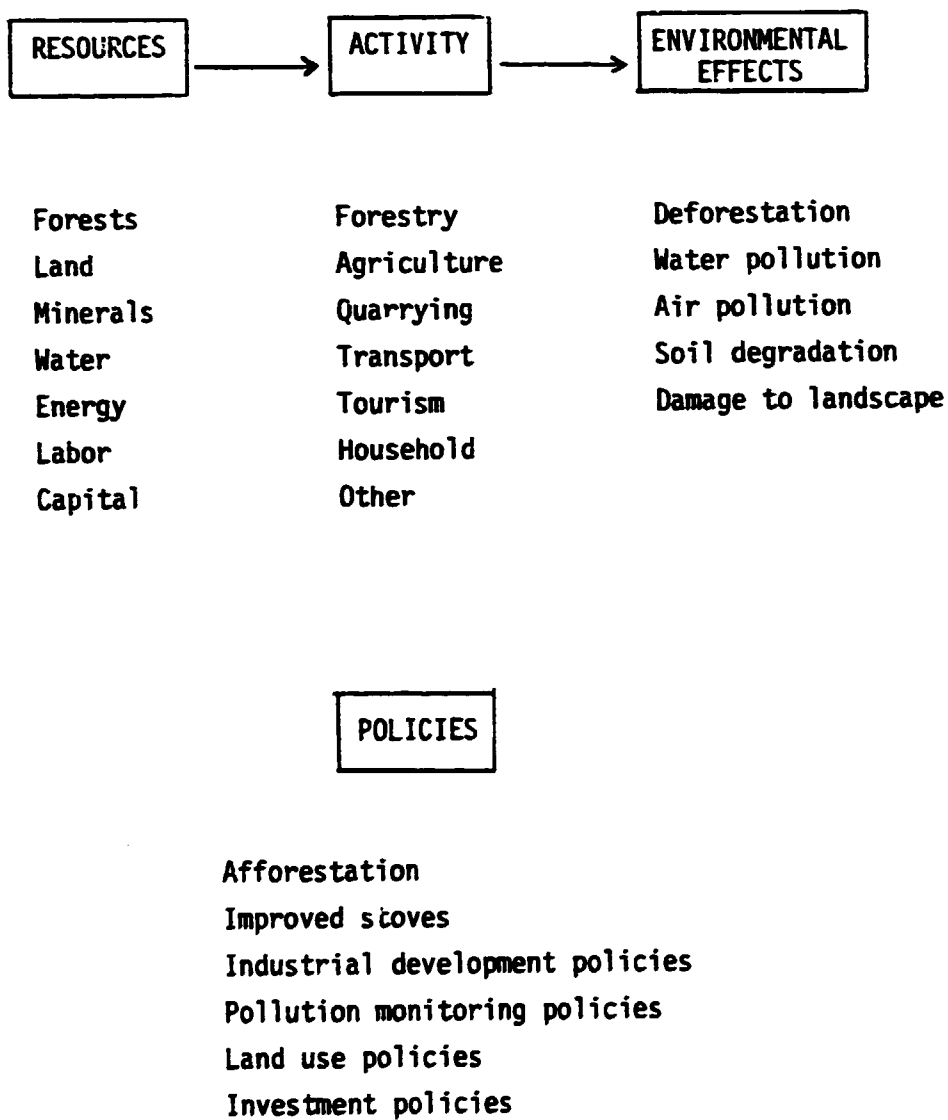 RESOURCES
ACTIVITY
ENVIRONMENTAL
EFFECTS
Forests
Land
Minerals
Water
Energy
Labor
Capital
Forestry
Agriculture
Quarrying
Transport
Tourism
Household
Other
Deforestation
Water pollution
Air pollution
Soil degradation
Damage to landscape
POLICIES
Afforestation
Improved stoves
Industrial development policies
Pollution monitoring policies
Land use policies
Investment policies